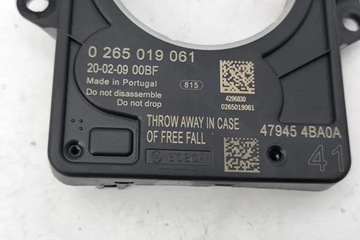 0 265 019 061
20-02-09 00BF
Made in Portugal
815
Do not disassemble
Do not drop
4296830
0265019061
THROW AWAY IN CASE
OF FREE FALL
47945 4BA0A
BOSCH
41